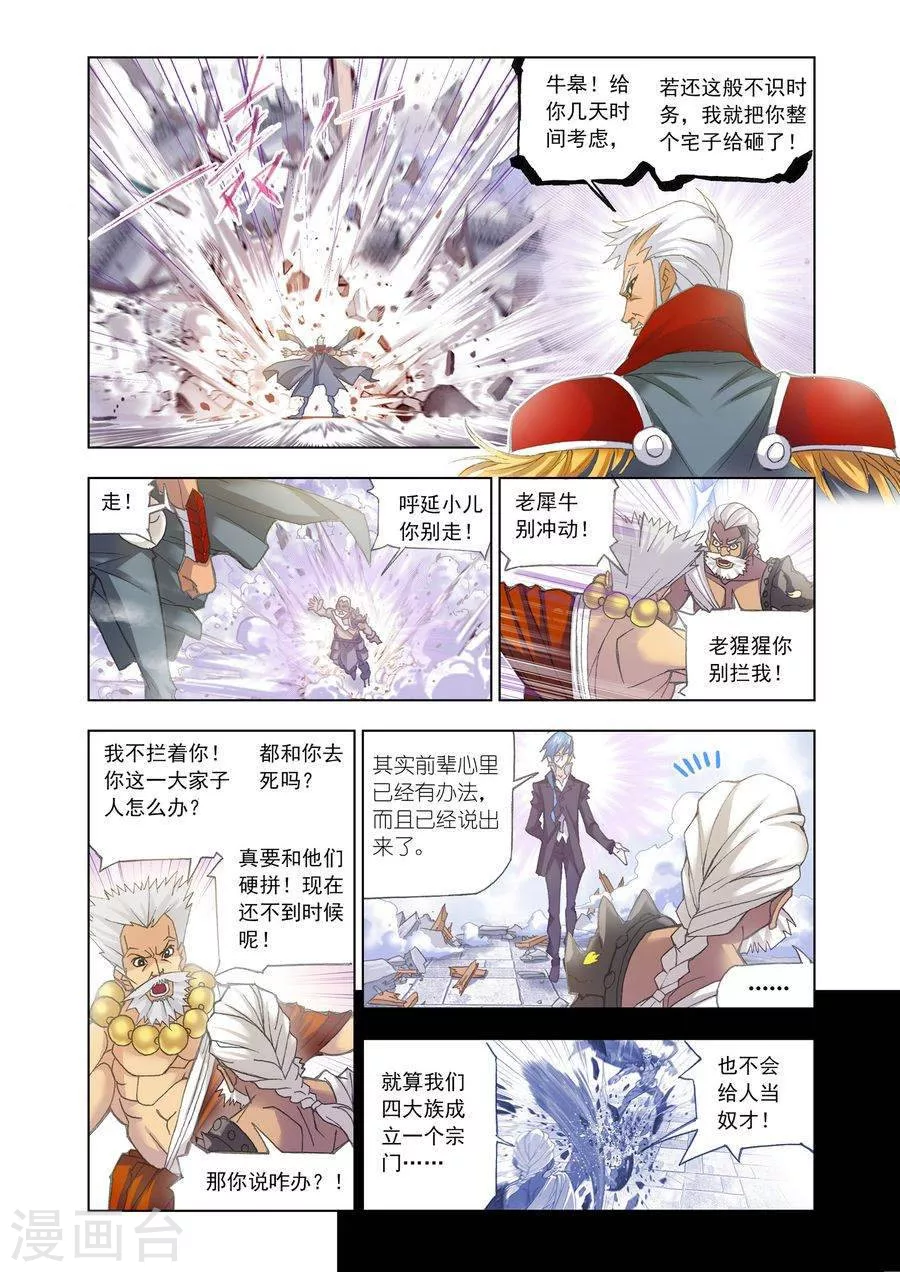 牛皋！给
你几天时
间考虑，
若还这般不识时
务，我就把你整
个宅子给砸了！
走！
呼延小儿
你别走！
老犀牛
别冲动！
老猩猩你
别拦我！
我不拦着你！
你这一大家子
人怎么办？
都和你去
死吗？
真要和他们
硬拼！现在
还不到时候
呢！
那你说咋办？！
其实前辈心里
已经有办法，
而且已经说出
来了。
……
就算我们
四大族成
立一个宗
门……
也不会
给人当
奴才！
漫画台